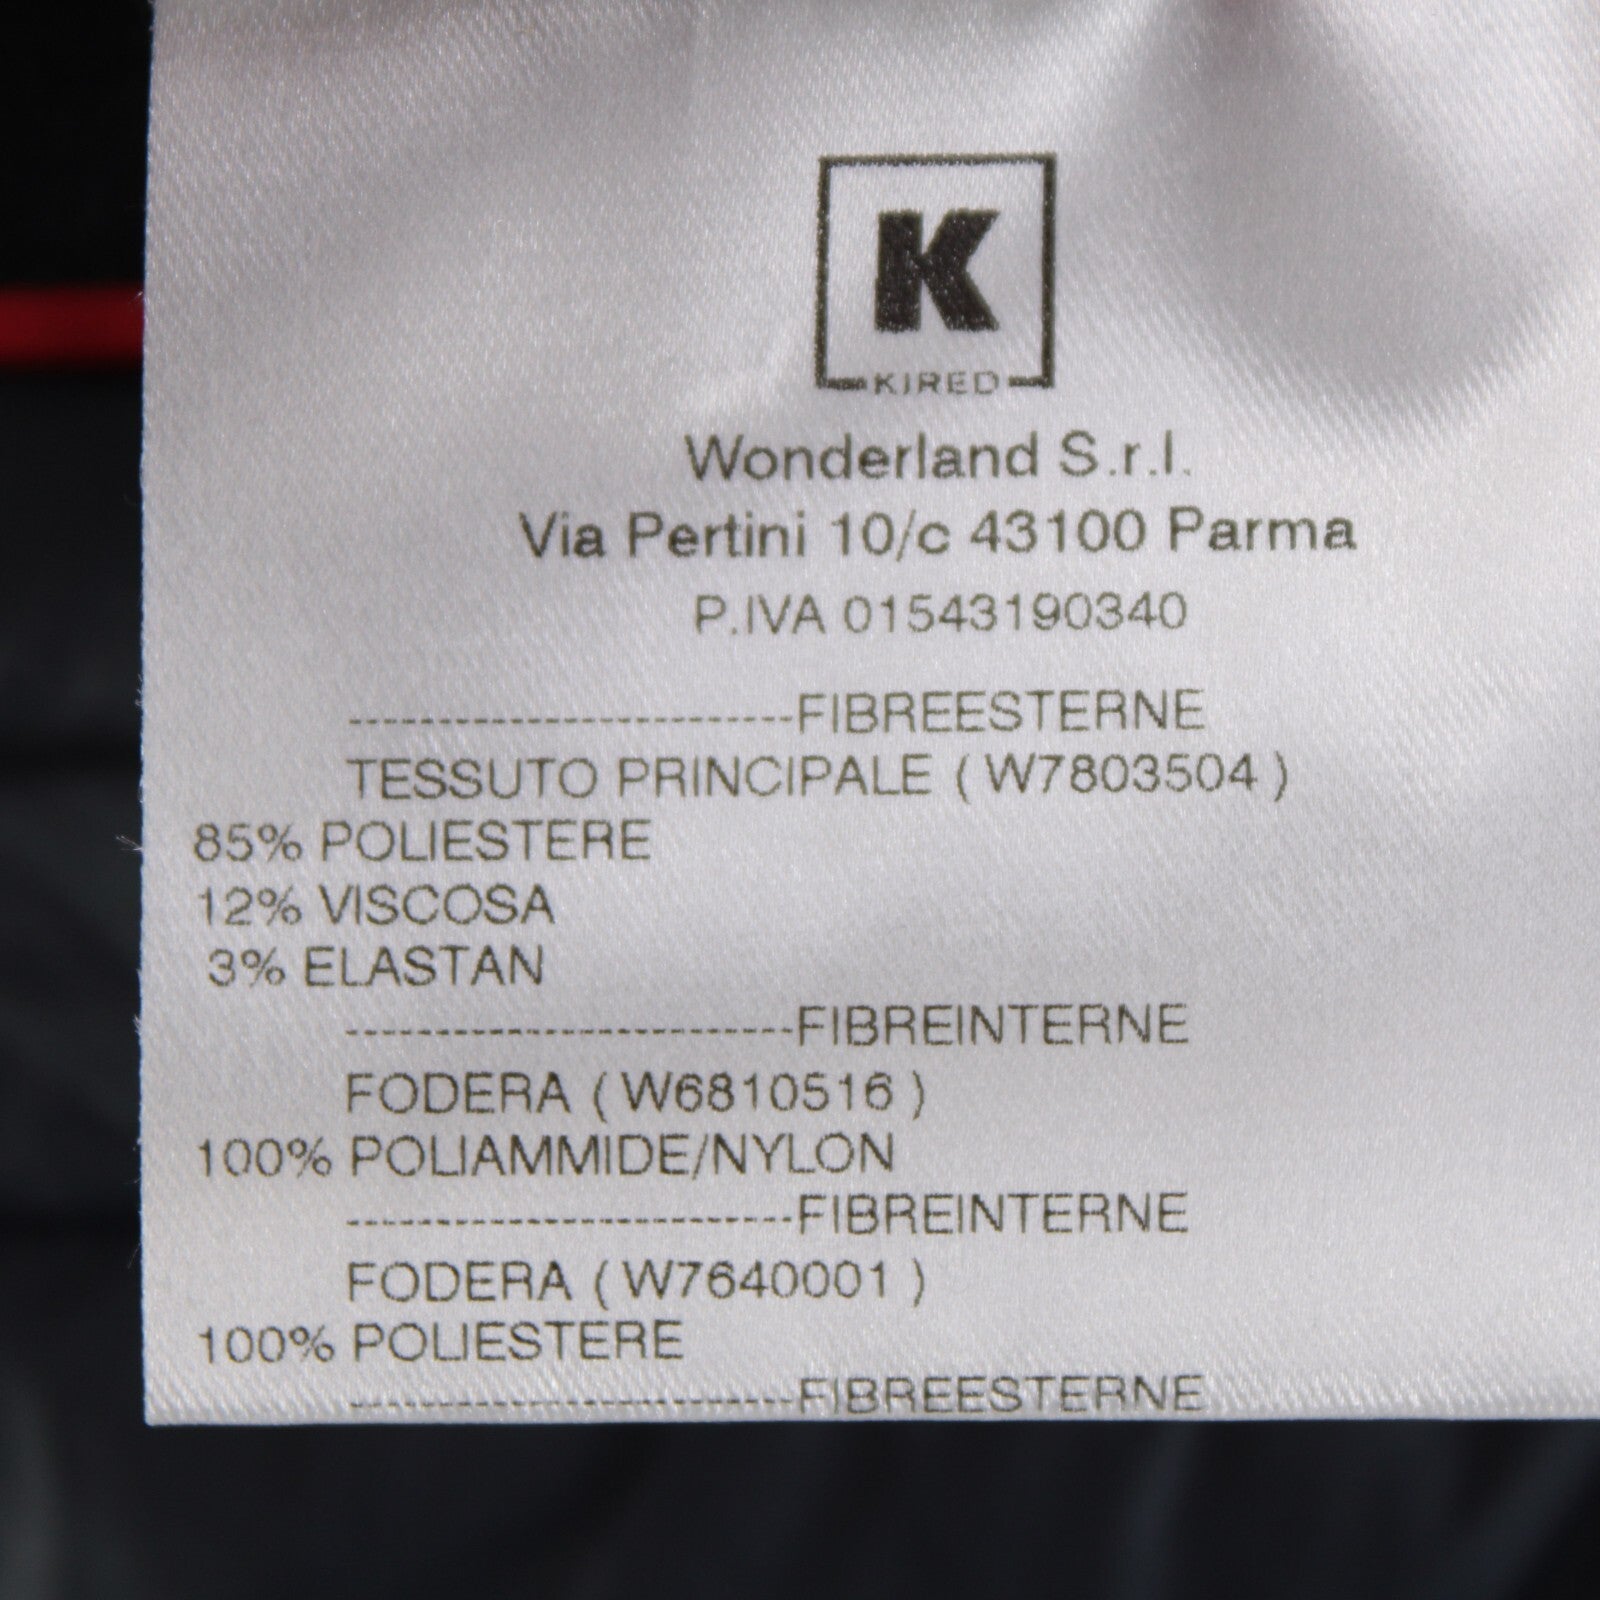 K
KIRED
Wonderland S.r.l.
Via Pertini 10/c 43100 Parma
P.IVA 01543190340
------------------------FIBREESTERNE
TESSUTO PRINCIPALE ( W7803504 )
85% POLIESTERE
12% VISCOSA
3% ELASTAN
------------------------FIBREINTERNE
FODERA ( W6810516 )
100% POLIAMMIDE/NYLON
------------------------FIBREINTERNE
FODERA ( W7640001 )
100% POLIESTERE
------------------------FIBREESTERNE